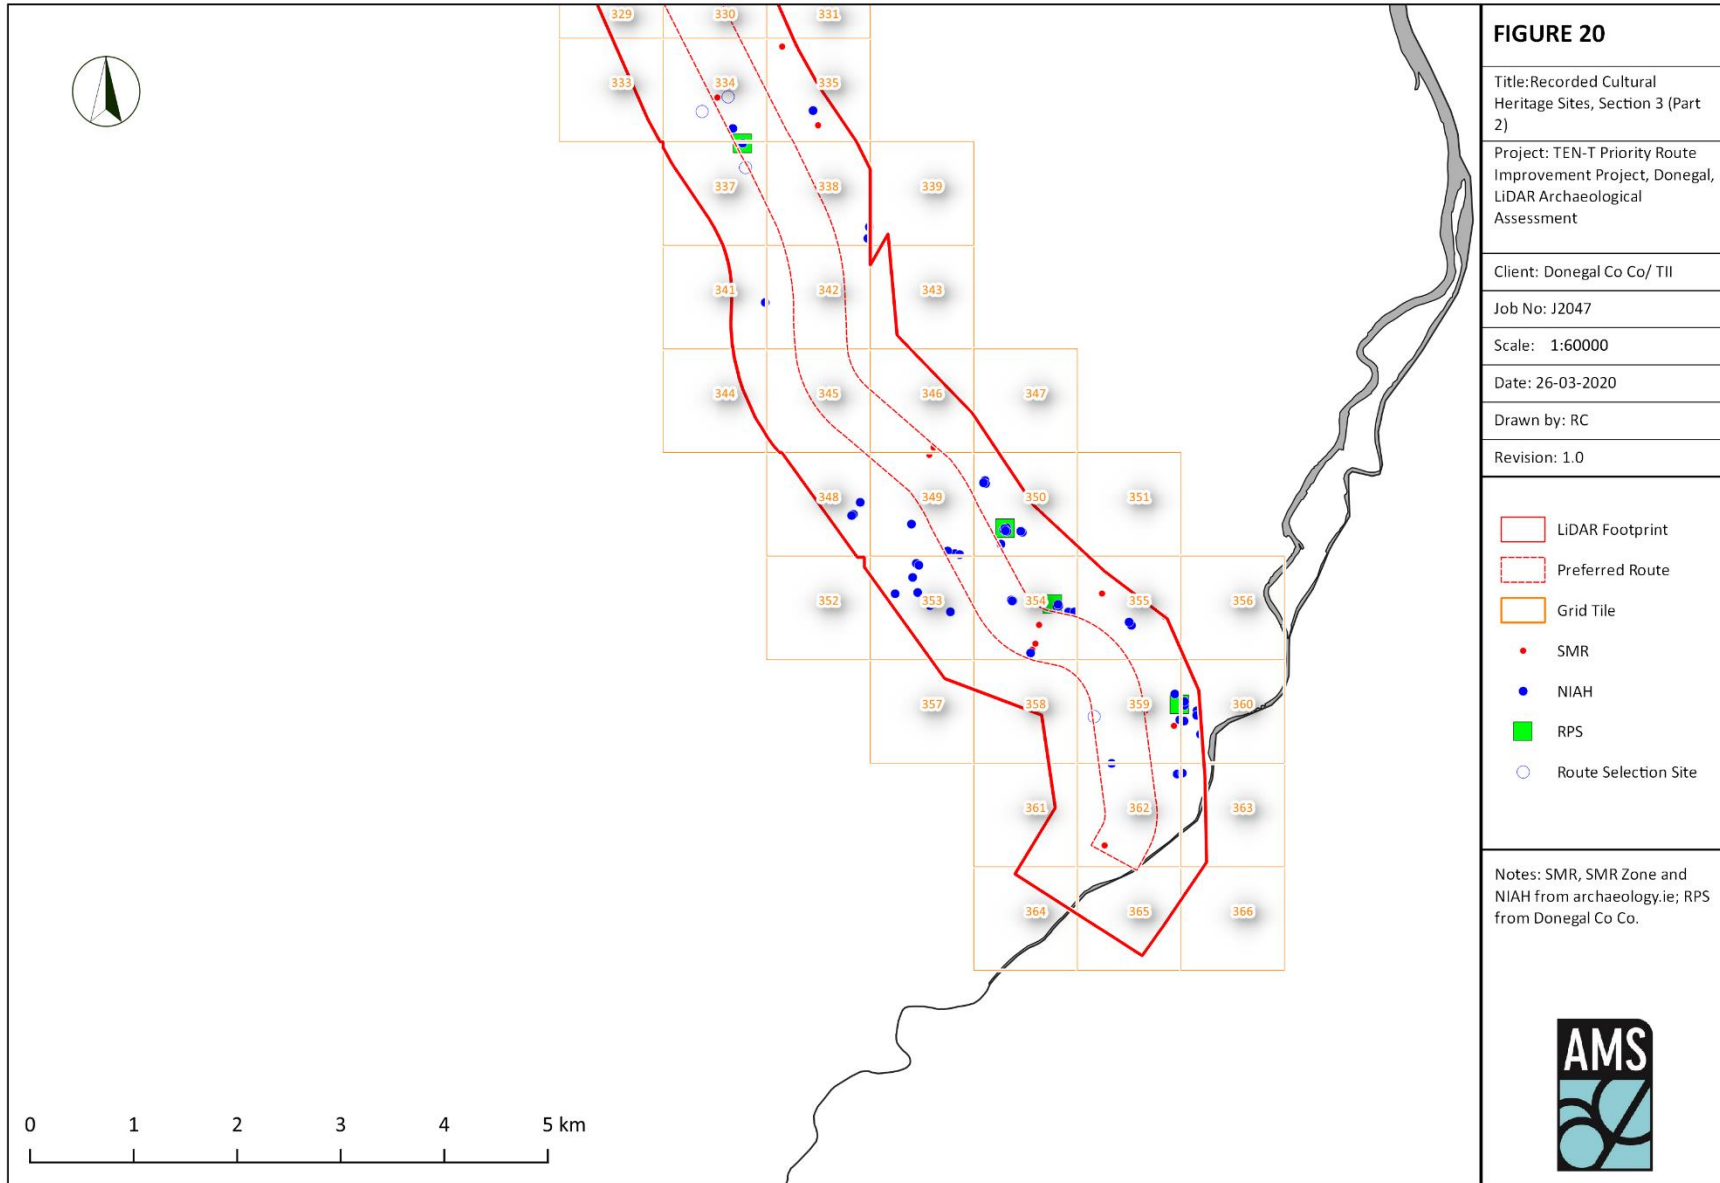 329 330 331
333 334 335
337 338 339
341 342 343
344 345 346 347
348 349 350 351
352 353 354 355 356
357 358 359 360
361 362 363
364 365 366
0 1 2 3 4 5 km
FIGURE 20
Title:Recorded Cultural
Heritage Sites, Section 3 (Part
2)
Project: TEN-T Priority Route
Improvement Project, Donegal,
LiDAR Archaeological
Assessment
Client: Donegal Co Co/ TII
Job No: J2047
Scale: 1:60000
Date: 26-03-2020
Drawn by: RC
Revision: 1.0
LiDAR Footprint
Preferred Route
Grid Tile
SMR
NIAH
RPS
Route Selection Site
Notes: SMR, SMR Zone and
NIAH from archaeology.ie; RPS
from Donegal Co Co.
AMS